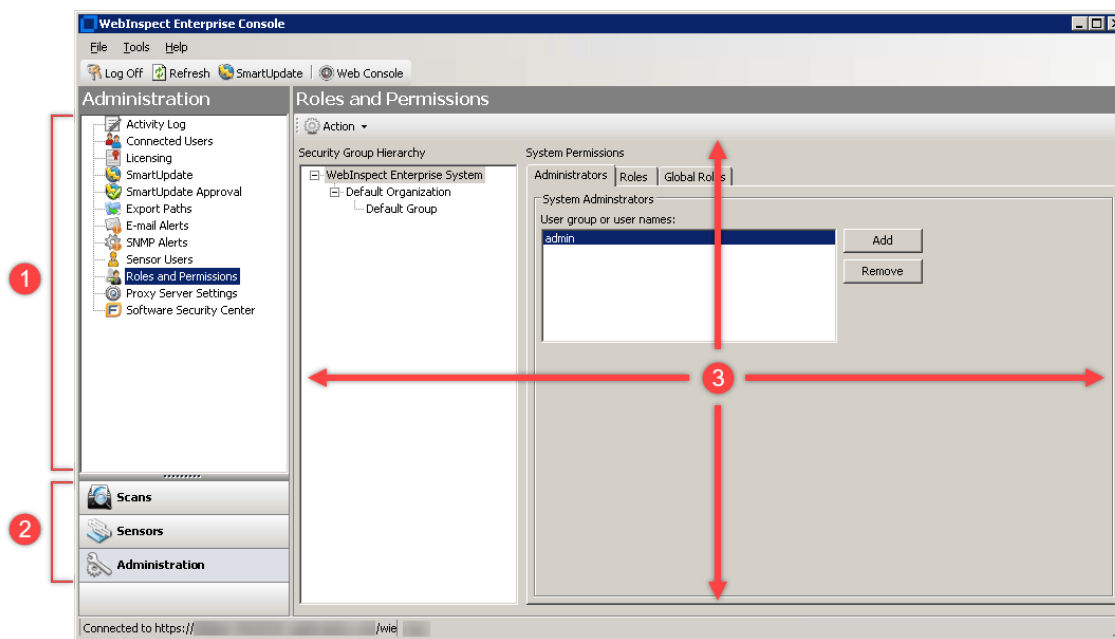 WebInspect Enterprise Console
File Tools Help
Log Off Refresh SmartUpdate Web Console
Administration
Activity Log
Connected Users
Licensing
SmartUpdate
SmartUpdate Approval
Export Paths
E-mail Alerts
SNMP Alerts
Sensor Users
Roles and Permissions
Proxy Server Settings
Software Security Center
1
Scans
Sensors
Administration
2
Roles and Permissions
Action
Security Group Hierarchy
WebInspect Enterprise System
Default Organization
Default Group
System Permissions
Administrators Roles Global Roles
System Adminstrators
User group or user names:
admin
Add
Remove
3
Connected to https:// /wie